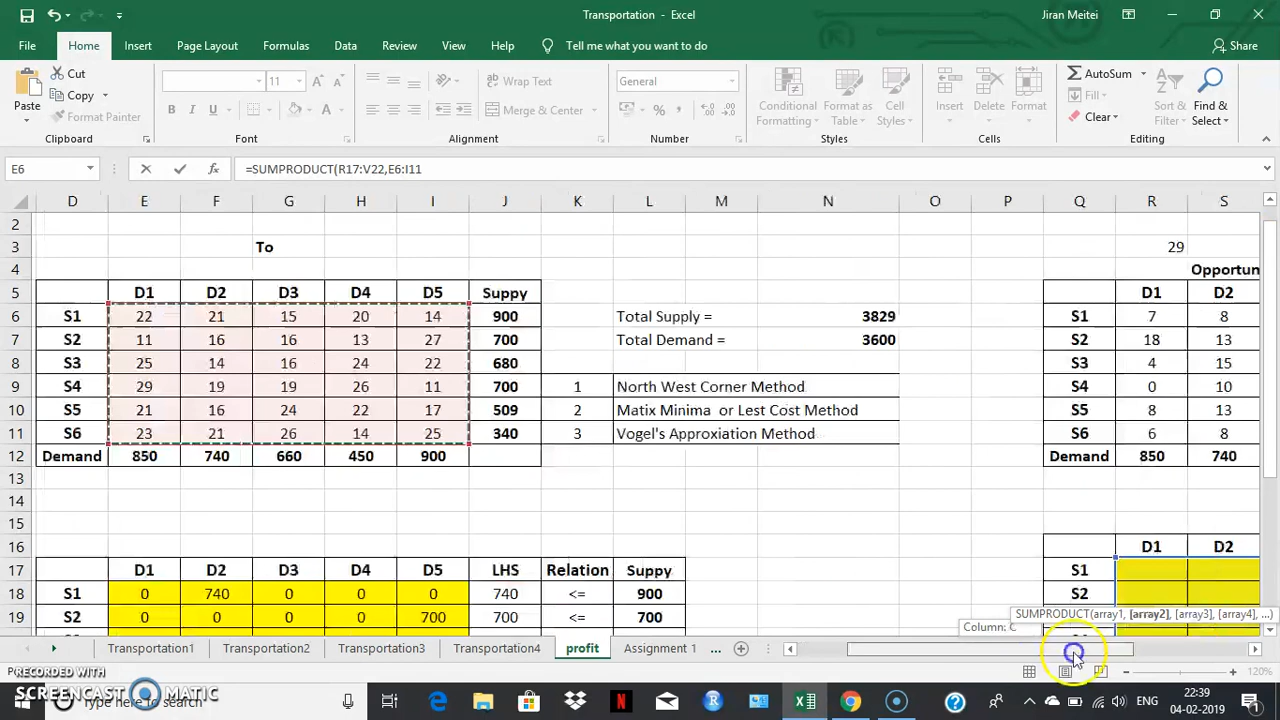 Transportation - Excel
Jiran Meitei
File Home Insert Page Layout Formulas Data Review View Help Tell me what you want to do Share
Paste Cut Copy Format Painter Clipboard
11 Font
Wrap Text Merge & Center Alignment
General Number
Conditional Formatting Format as Table Cell Styles Styles
Insert Delete Format Cells
AutoSum Fill Clear Sort & Filter Find & Select Editing
E6 =SUMPRODUCT(R17:V22,E6:I11
D E F G H I J K L M N O P Q R S
2
3 To 29
4 Opportun
5 D1 D2 D3 D4 D5 Suppy D1 D2
6 S1 22 21 15 20 14 900 Total Supply = 3829 S1 7 8
7 S2 11 16 16 13 27 700 Total Demand = 3600 S2 18 13
8 S3 25 14 16 24 22 680 S3 4 15
9 S4 29 19 19 26 11 700 1 North West Corner Method S4 0 10
10 S5 21 16 24 22 17 509 2 Matix Minima or Lest Cost Method S5 8 13
11 S6 23 21 26 14 25 340 3 Vogel's Approxiation Method S6 6 8
12 Demand 850 740 660 450 900 Demand 850 740
13
14
15
16 D1 D2
17 D1 D2 D3 D4 D5 LHS Relation Suppy S1
18 S1 0 740 0 0 0 740 <= 900 S2
19 S2 0 0 0 0 700 700 <= 700
SUMPRODUCT(array1, [array2], [array3], [array4], ...)
Column: C
Transportation1 Transportation2 Transportation3 Transportation4 profit Assignment 1 ...
120%
RECORDED WITH
SCREENCAST MATIC
Type here to search
ENG 22:39
04-02-2019